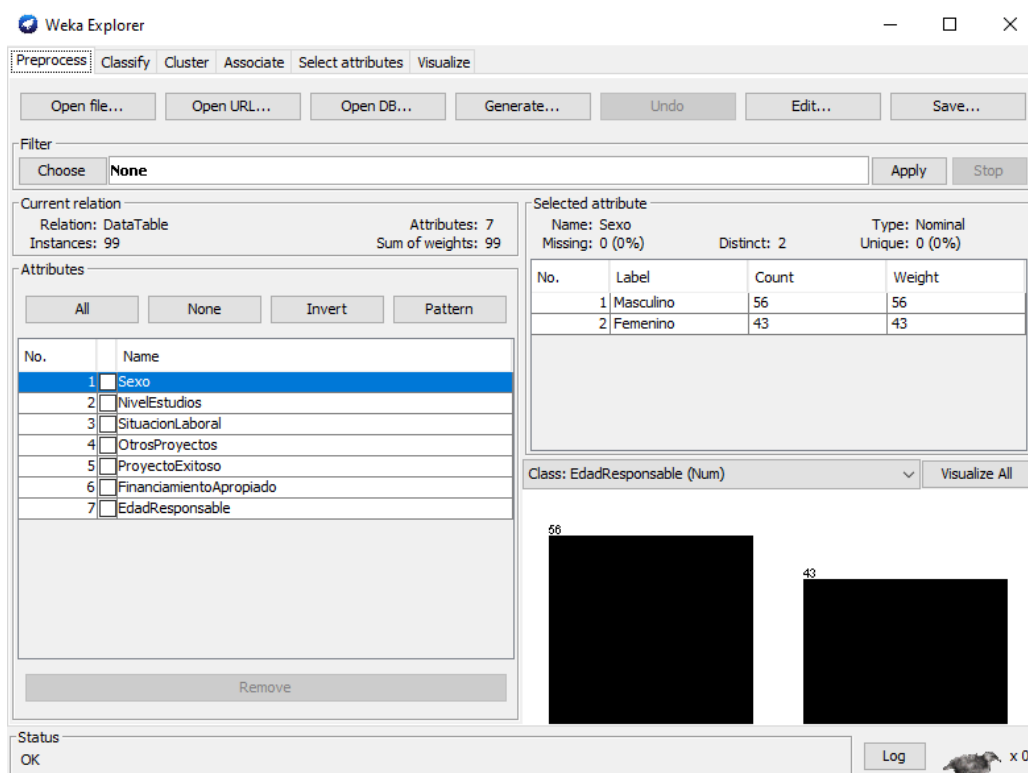 Weka Explorer
Preprocess Classify Cluster Associate Select attributes Visualize
Open file... Open URL... Open DB... Generate... Undo Edit... Save...
Filter
Choose None Apply Stop
Current relation
Relation: DataTable Attributes: 7
Instances: 99 Sum of weights: 99
Attributes
All None Invert Pattern
No. Name
1 Sexo
2 NivelEstudios
3 SituacionLaboral
4 OtrosProyectos
5 ProyectoExitoso
6 FinanciamientoApropiado
7 EdadResponsable
Remove
Selected attribute
Name: Sexo Type: Nominal
Missing: 0 (0%) Distinct: 2 Unique: 0 (0%)
No. Label Count Weight
1 Masculino 56 56
2 Femenino 43 43
Class: EdadResponsable (Num) Visualize All
56
43
Status
OK
Log x 0